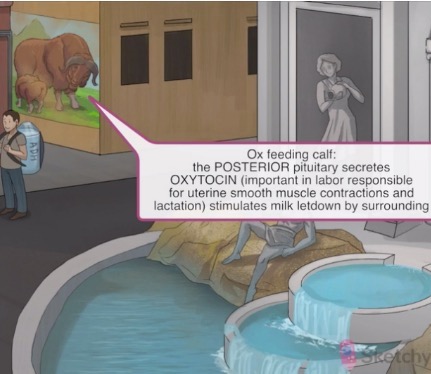 Ox feeding calf:
the POSTERIOR pituitary secretes
OXYTOCIN (important in labor responsible
for uterine smooth muscle contractions and
lactation) stimulates milk letdown by surrounding
ADH
Sketchy